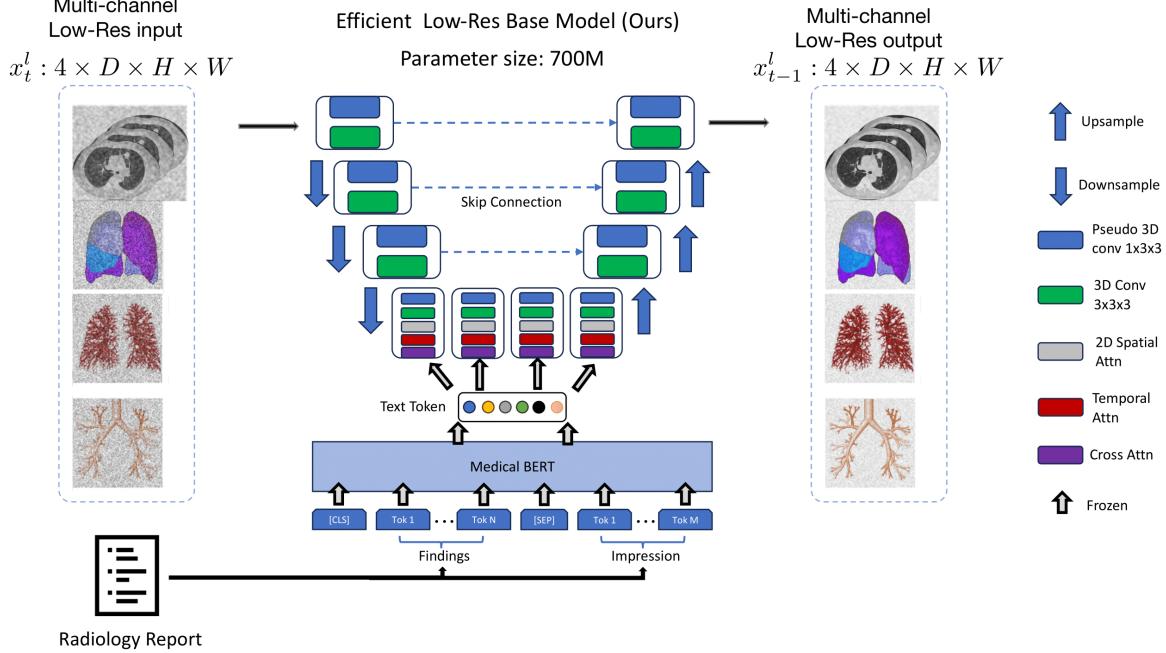 Multi-channel
Low-Res input
x_t^l : 4 × D × H × W
Efficient Low-Res Base Model (Ours)
Parameter size: 700M
Multi-channel
Low-Res output
x_{t-1}^l : 4 × D × H × W
Skip Connection
Text Token
Medical BERT
[CLS]
Tok 1
...
Tok N
[SEP]
Tok 1
...
Tok M
Findings
Impression
Radiology Report
Upsample
Downsample
Pseudo 3D
conv 1x3x3
3D Conv
3x3x3
2D Spatial
Attn
Temporal
Attn
Cross Attn
Frozen